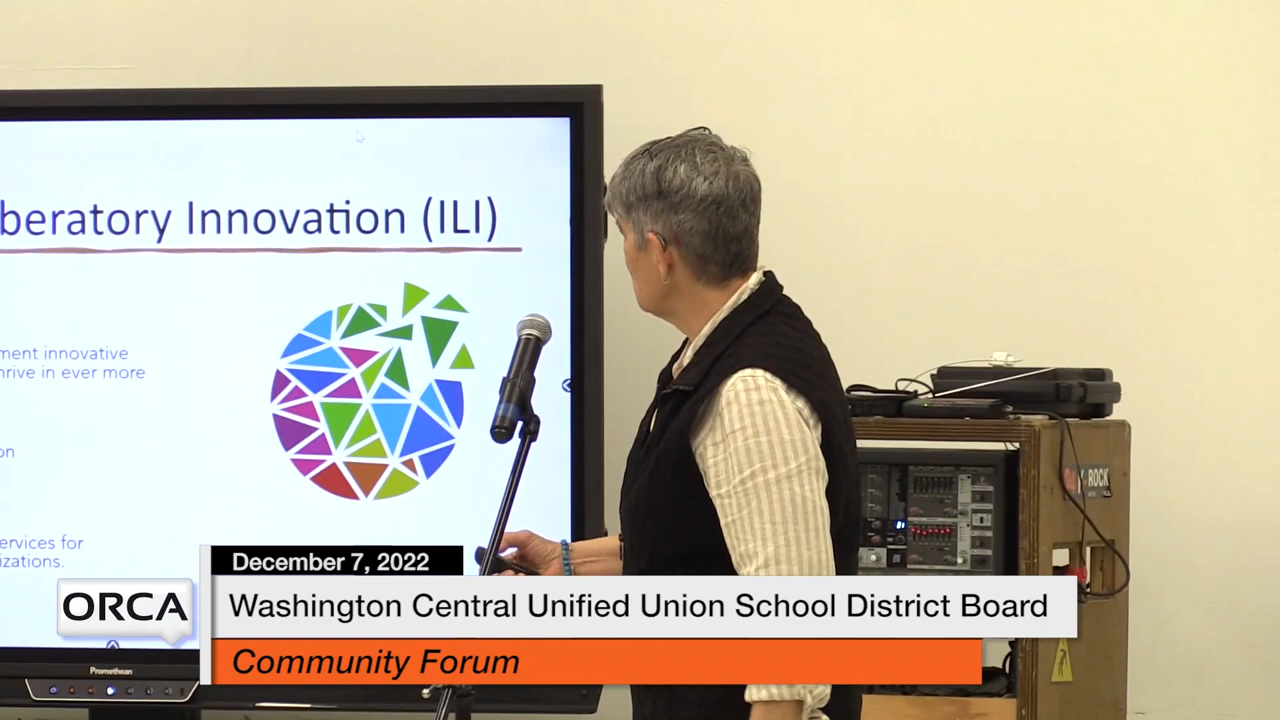 beratory Innovation (ILI)
ment innovative
hrive in ever more
on
ervices for
izations.
December 7, 2022
ORCA
Washington Central Unified Union School District Board
Community Forum
Promethean
ROCK